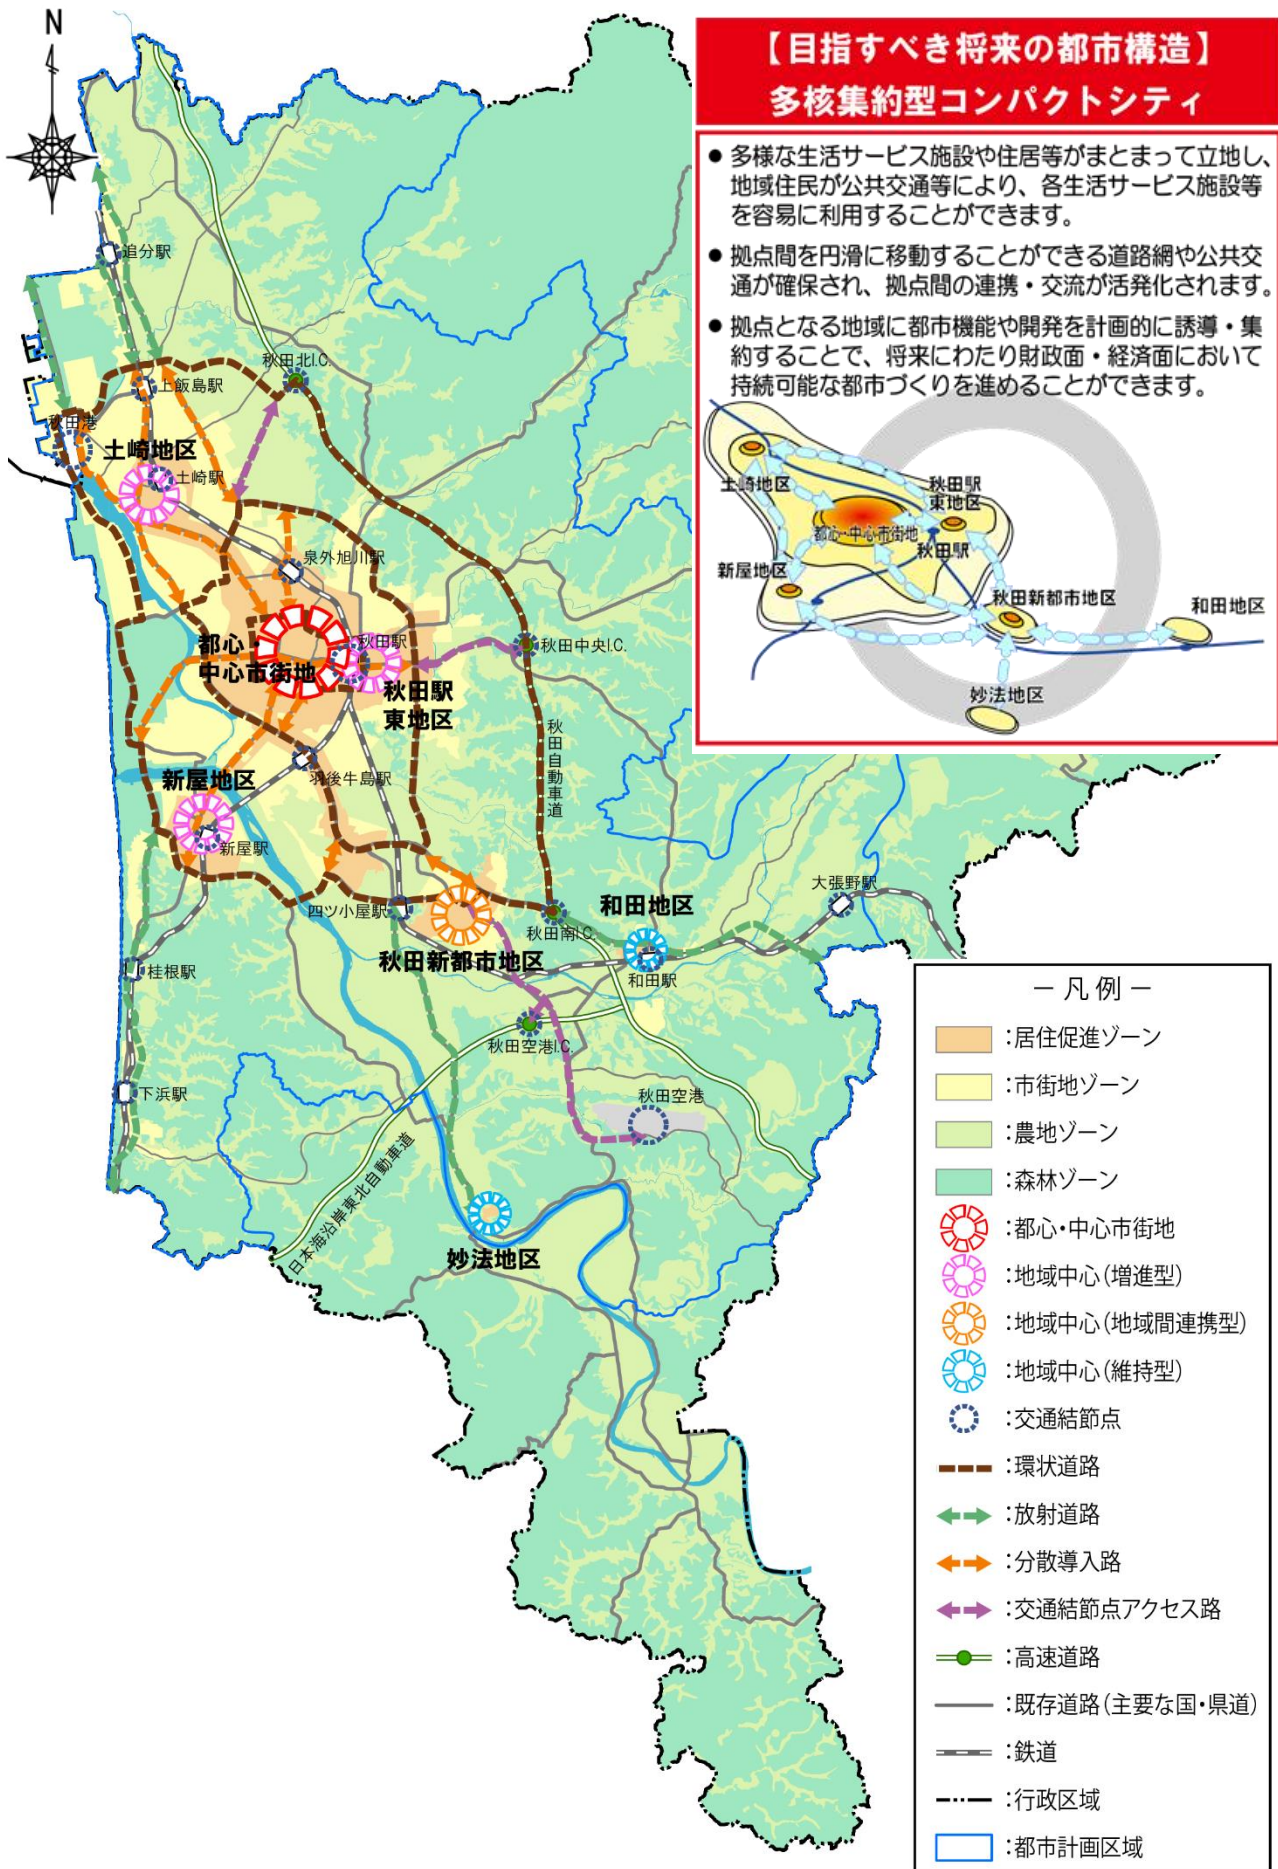 N
【目指すべき将来の都市構造】
多核集約型コンパクトシティ
● 多様な生活サービス施設や住居等がまとまって立地し、
地域住民が公共交通等により、各生活サービス施設等
を容易に利用することができます。
● 拠点間を円滑に移動することができる道路網や公共交
通が確保され、拠点間の連携・交流が活発化されます。
● 拠点となる地域に都市機能や開発を計画的に誘導・集
約することで、将来にわたり財政面・経済面において
持続可能な都市づくりを進めることができます。
土崎地区
秋田駅
東地区
都心・中心市街地
秋田駅
新屋地区
秋田新都市地区
和田地区
妙法地区
追分駅
秋田北I.C.
上飯島駅
秋田港
土崎地区
土崎駅
泉外旭川駅
都心・
中心市街地
秋田駅
秋田中央I.C.
秋田駅
東地区
秋田自動車道
羽後牛島駅
新屋地区
新屋駅
大張野駅
四ツ小屋駅
和田地区
秋田南I.C.
秋田新都市地区
和田駅
桂根駅
秋田空港I.C.
下浜駅
秋田空港
日本海沿岸東北自動車道
妙法地区
－凡例－
：居住促進ゾーン
：市街地ゾーン
：農地ゾーン
：森林ゾーン
：都心・中心市街地
：地域中心（増進型）
：地域中心（地域間連携型）
：地域中心（維持型）
：交通結節点
：環状道路
：放射道路
：分散導入路
：交通結節点アクセス路
：高速道路
：既存道路（主要な国・県道）
：鉄道
：行政区域
：都市計画区域